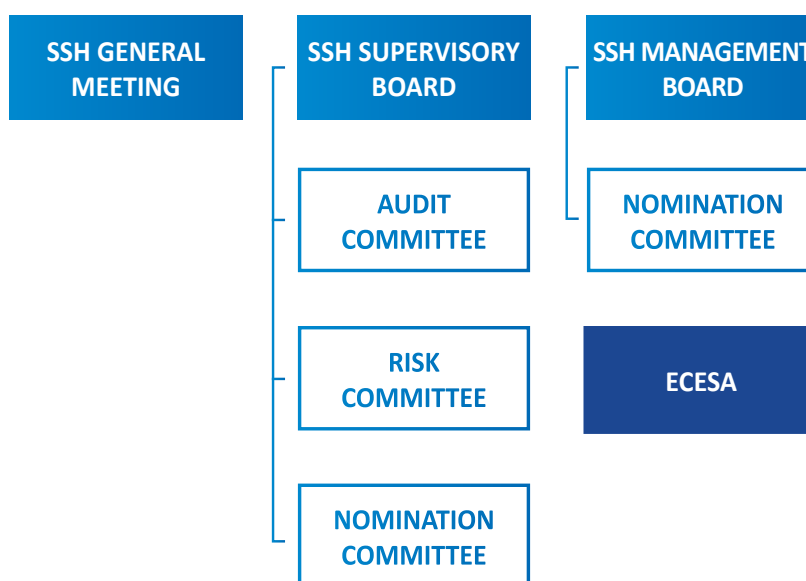 SSH GENERAL
MEETING
SSH SUPERVISORY
BOARD
AUDIT
COMMITTEE
RISK
COMMITTEE
NOMINATION
COMMITTEE
SSH MANAGEMENT
BOARD
NOMINATION
COMMITTEE
ECESA